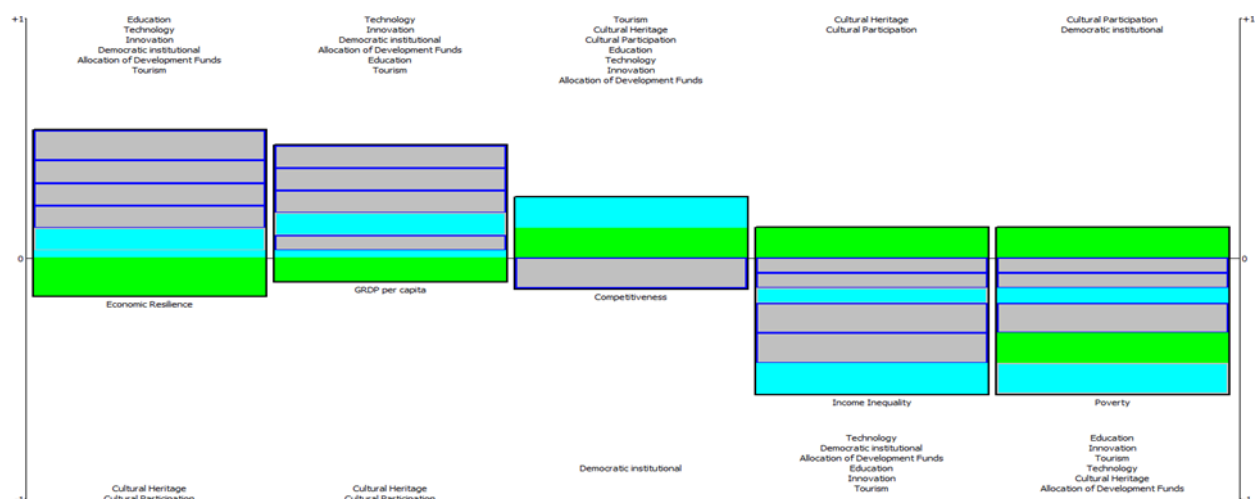 +1
Education
Technology
Innovation
Democratic institutional
Allocation of Development Funds
Tourism
Technology
Innovation
Democratic institutional
Allocation of Development Funds
Education
Tourism
Tourism
Cultural Heritage
Cultural Participation
Education
Technology
Innovation
Allocation of Development Funds
Cultural Heritage
Cultural Participation
Cultural Participation
Democratic institutional
+1
0
0
Economic Resilience
GRDP per capita
Competitiveness
Income Inequality
Poverty
Cultural Heritage
Cultural Participation
Cultural Heritage
Cultural Participation
Democratic institutional
Technology
Democratic institutional
Allocation of Development Funds
Education
Innovation
Tourism
Education
Innovation
Tourism
Technology
Cultural Heritage
Allocation of Development Funds